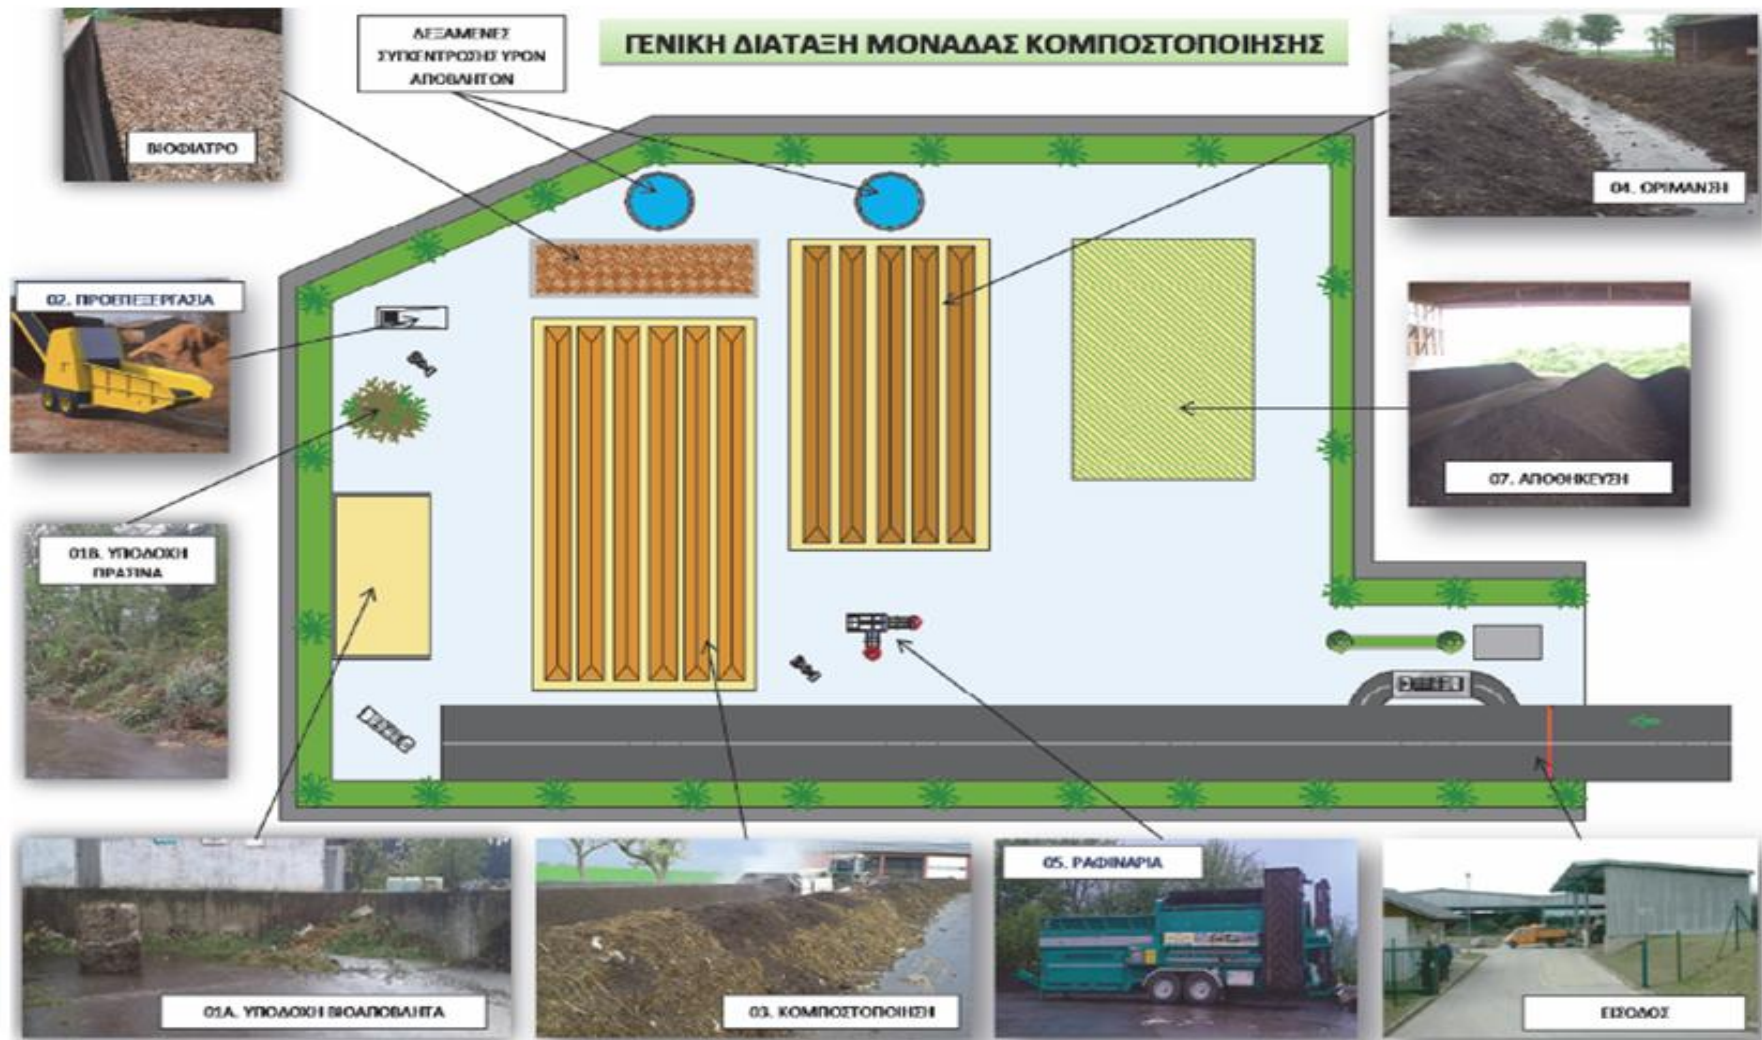 ΔΕΞΑΜΕΝΕΣ
ΣΥΓΚΕΝΤΡΩΣΗΣ ΥΓΡΩΝ
ΑΠΟΒΛΗΤΩΝ
ΓΕΝΙΚΗ ΔΙΑΤΑΞΗ ΜΟΝΑΔΑΣ ΚΟΜΠΟΣΤΟΠΟΙΗΣΗΣ
ΒΙΟΦΙΛΤΡΟ
04. ΩΡΙΜΑΝΣΗ
02. ΠΡΟΕΠΕΞΕΡΓΑΣΙΑ
07. ΑΠΟΘΗΚΕΥΣΗ
01Β. ΥΠΟΔΟΧΗ
ΠΡΑΣΙΝΑ
05. ΡΑΦΙΝΑΡΙΑ
01Α. ΥΠΟΔΟΧΗ ΒΙΟΑΠΟΒΛΗΤΑ
03. ΚΟΜΠΟΣΤΟΠΟΙΗΣΗ
ΕΙΣΟΔΟΣ